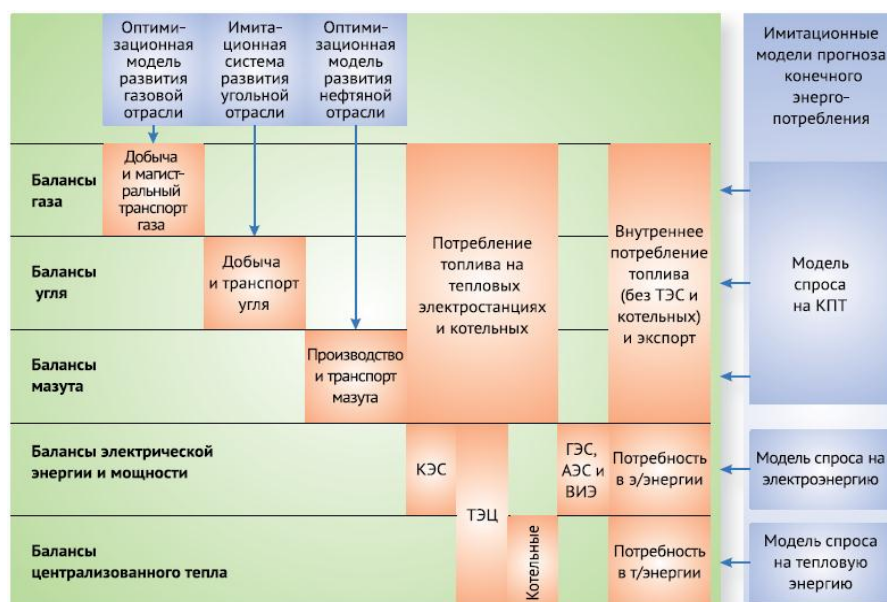 Оптими-
зационная
модель
развития
газовой
отрасли
Имита-
ционная
система
развития
угольной
отрасли
Оптими-
зационная
модель
развития
нефтяной
отрасли
Имитационные
модели прогноза
конечного
энерго-
потребления
Балансы
газа
Добыча
и магист-
ральный
транспорт
газа
Балансы
угля
Добыча
и транспорт
угля
Балансы
мазута
Производство
и транспорт
мазута
Потребление
топлива на
тепловых
электростанциях
и котельных
Внутреннее
потребление
топлива
(без ТЭС и
котельных)
и экспорт
Модель
спроса
на КПТ
Балансы электрической
энергии и мощности
КЭС
ТЭЦ
ГЭС,
АЭС и
ВИЭ
Потребность
в э/энергии
Модель спроса на
электроэнергию
Балансы
централизованного тепла
Котельные
Потребность
в т/энергии
Модель спроса
на тепловую
энергию